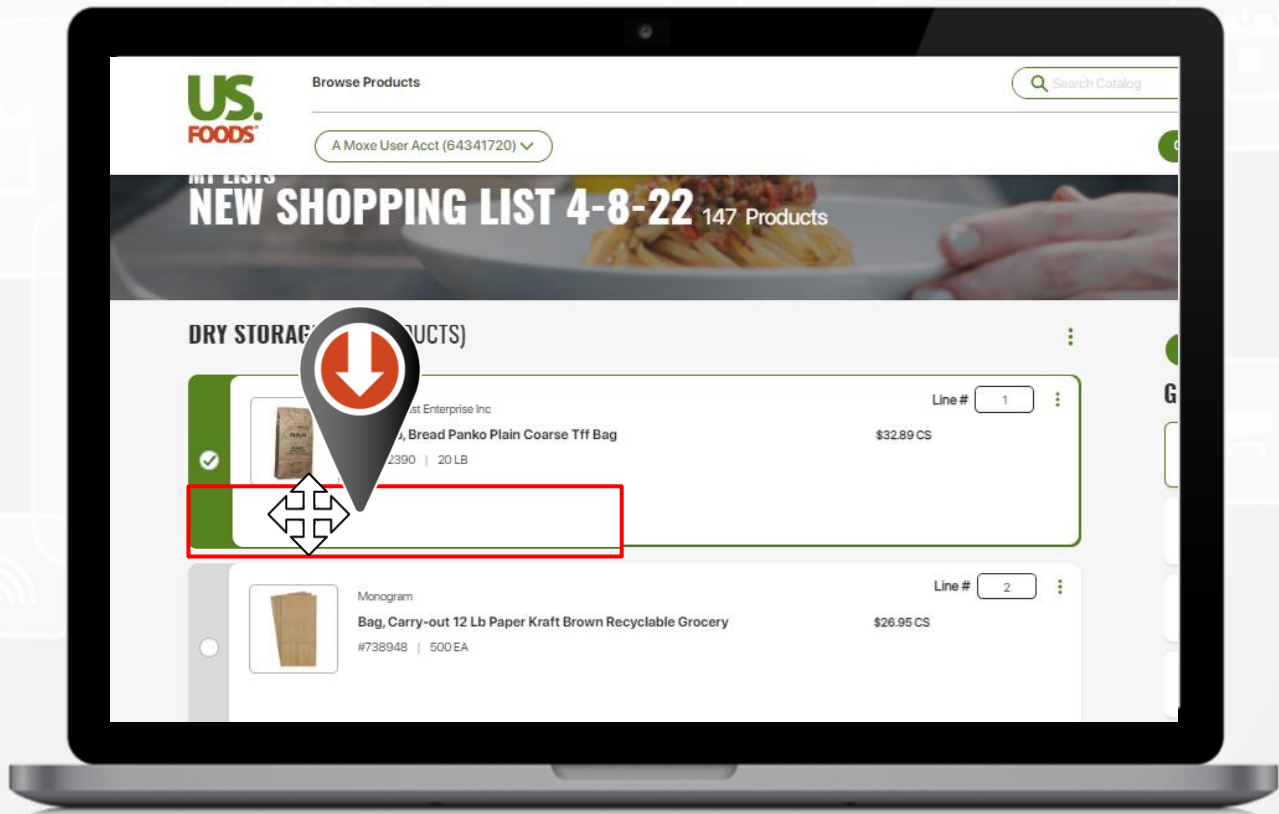 US.
FOODS
Browse Products
Search Catalog
A Moxe User Acct (64341720)
MY LISTS
NEW SHOPPING LIST 4-8-22 147 Products
DRY STORAG UCTS)
G
st Enterprise Inc
Line # 1
, Bread Panko Plain Coarse Tff Bag
$32.89 CS
2390 | 20 LB
Monogram
Line # 2
Bag, Carry-out 12 Lb Paper Kraft Brown Recyclable Grocery
$26.95 CS
#738948 | 500 EA